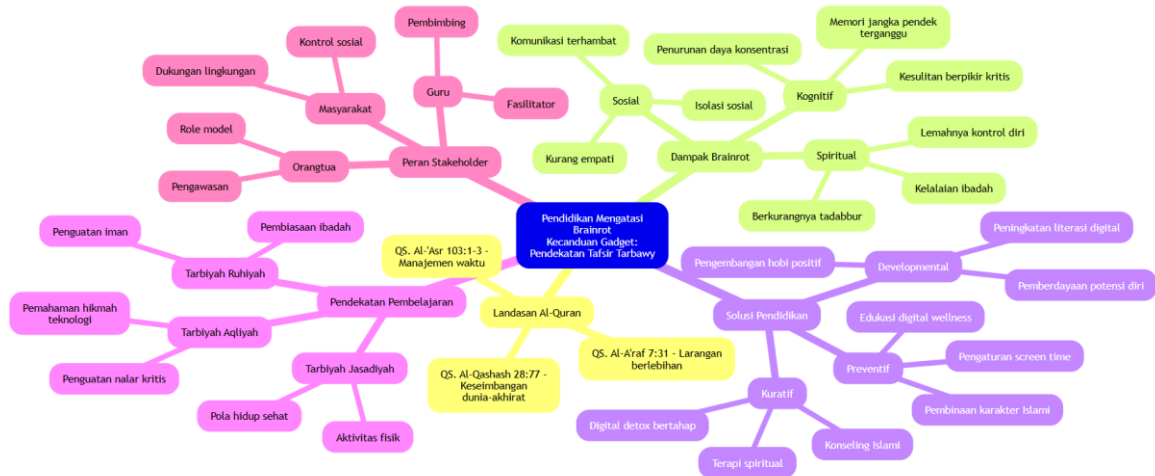 Pendidikan Mengatasi
Brainrot
Kecanduan Gadget:
Pendekatan Tafsir Tarbawy
Peran Stakeholder
Masyarakat
Kontrol sosial
Dukungan lingkungan
Guru
Pembimbing
Fasilitator
Orangtua
Role model
Pengawasan
Dampak Brainrot
Sosial
Komunikasi terhambat
Isolasi sosial
Kurang empati
Kognitif
Penurunan daya konsentrasi
Memori jangka pendek
terganggu
Kesulitan berpikir kritis
Spiritual
Lemahnya kontrol diri
Kelalaian ibadah
Berkurangnya tadabbur
Pendekatan Pembelajaran
Tarbiyah Ruhiyah
Penguatan iman
Pembiasaan ibadah
Tarbiyah Aqliyah
Pemahaman hikmah
teknologi
Penguatan nalar kritis
Tarbiyah Jasadiyah
Pola hidup sehat
Aktivitas fisik
Landasan Al-Quran
QS. Al-'Asr 103:1-3 -
Manajemen waktu
QS. Al-Qashash 28:77 -
Keseimbangan
dunia-akhirat
QS. Al-A'raf 7:31 - Larangan
berlebihan
Solusi Pendidikan
Developmental
Peningkatan literasi digital
Pengembangan hobi positif
Pemberdayaan potensi diri
Preventif
Edukasi digital wellness
Pengaturan screen time
Pembinaan karakter Islami
Kuratif
Digital detox bertahap
Terapi spiritual
Konseling Islami